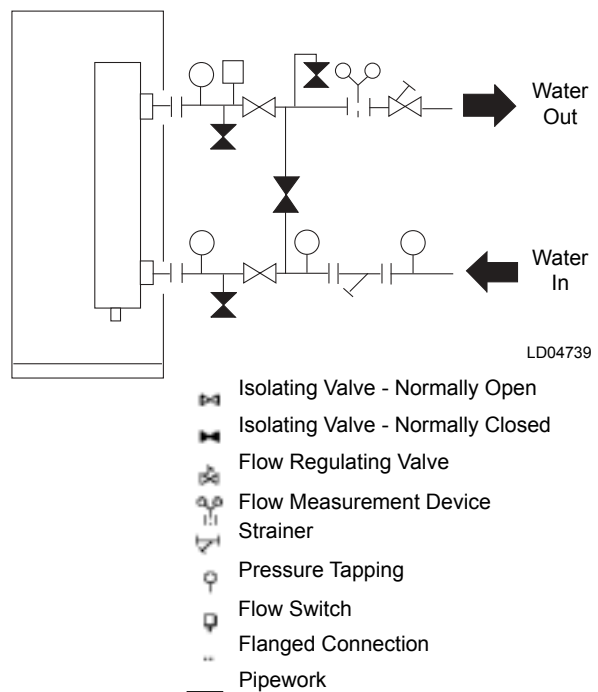 Water
Out
Water
In
LD04739
Isolating Valve - Normally Open
Isolating Valve - Normally Closed
Flow Regulating Valve
Flow Measurement Device
Strainer
Pressure Tapping
Flow Switch
Flanged Connection
Pipework